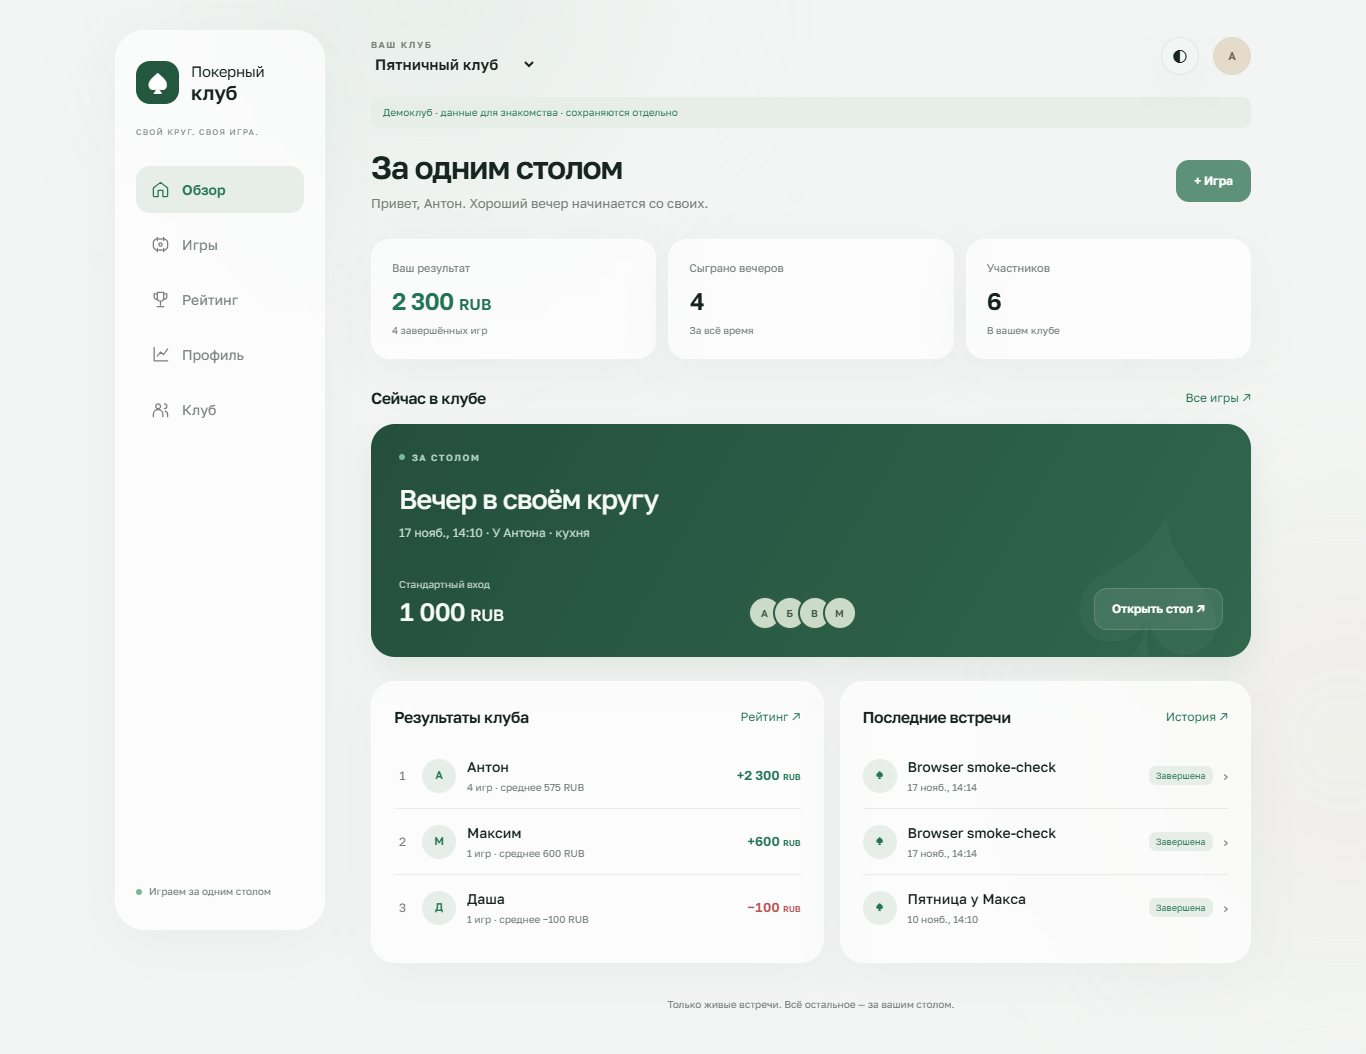 Покерный
клуб
СВОЙ КРУГ. СВОЯ ИГРА.
Обзор
Игры
Рейтинг
Профиль
Клуб
Играем за одним столом
ВАШ КЛУБ
Пятничный клуб
А
Демоклуб · данные для знакомства · сохраняются отдельно
За одним столом
Привет, Антон. Хороший вечер начинается со своих.
+ Игра
Ваш результат
2 300 RUB
4 завершённых игр
Сыграно вечеров
4
За всё время
Участников
6
В вашем клубе
Сейчас в клубе
Все игры ↗
ЗА СТОЛОМ
Вечер в своём кругу
17 нояб., 14:10 · У Антона · кухня
Стандартный вход
1 000 RUB
А Б В М
Открыть стол ↗
Результаты клуба
Рейтинг ↗
1 А Антон +2 300 RUB
4 игр · среднее 575 RUB
2 М Максим +600 RUB
1 игр · среднее 600 RUB
3 Д Даша −100 RUB
1 игр · среднее −100 RUB
Последние встречи
История ↗
Browser smoke-check Завершена ›
17 нояб., 14:14
Browser smoke-check Завершена ›
17 нояб., 14:14
Пятница у Макса Завершена ›
10 нояб., 14:10
Только живые встречи. Всё остальное — за вашим столом.